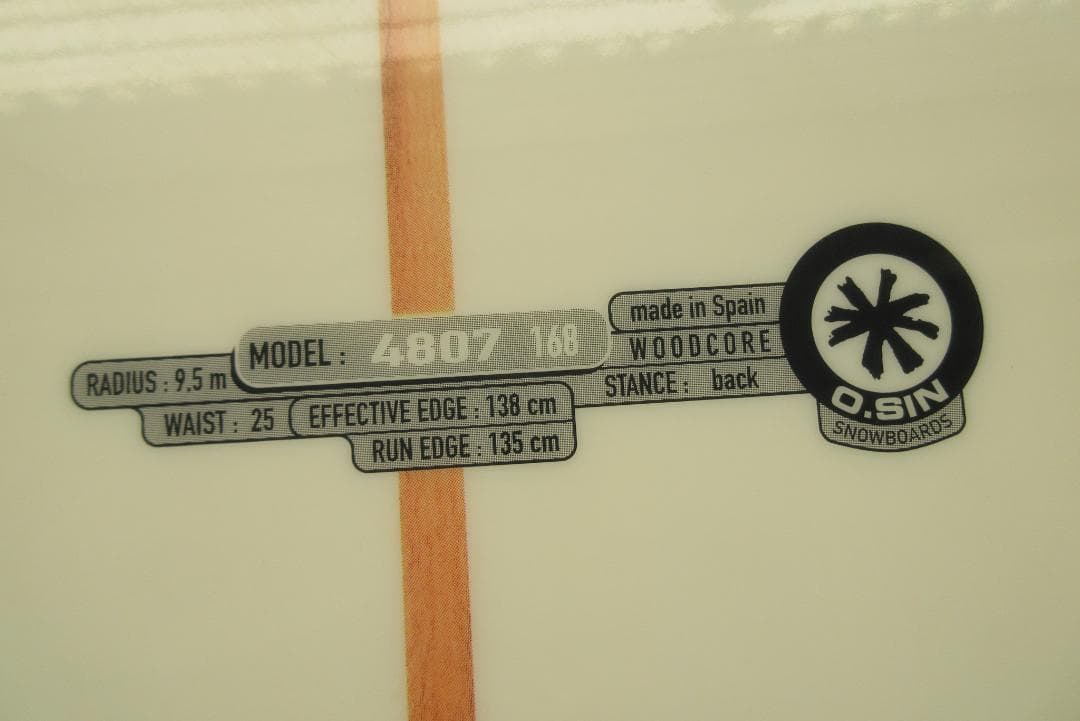 MODEL : 4807 168
RADIUS : 9.5 m
WAIST : 25
EFFECTIVE EDGE : 138 cm
RUN EDGE : 135 cm
made in Spain
WOODCORE
STANCE : back
O.SIN
SNOWBOARDS